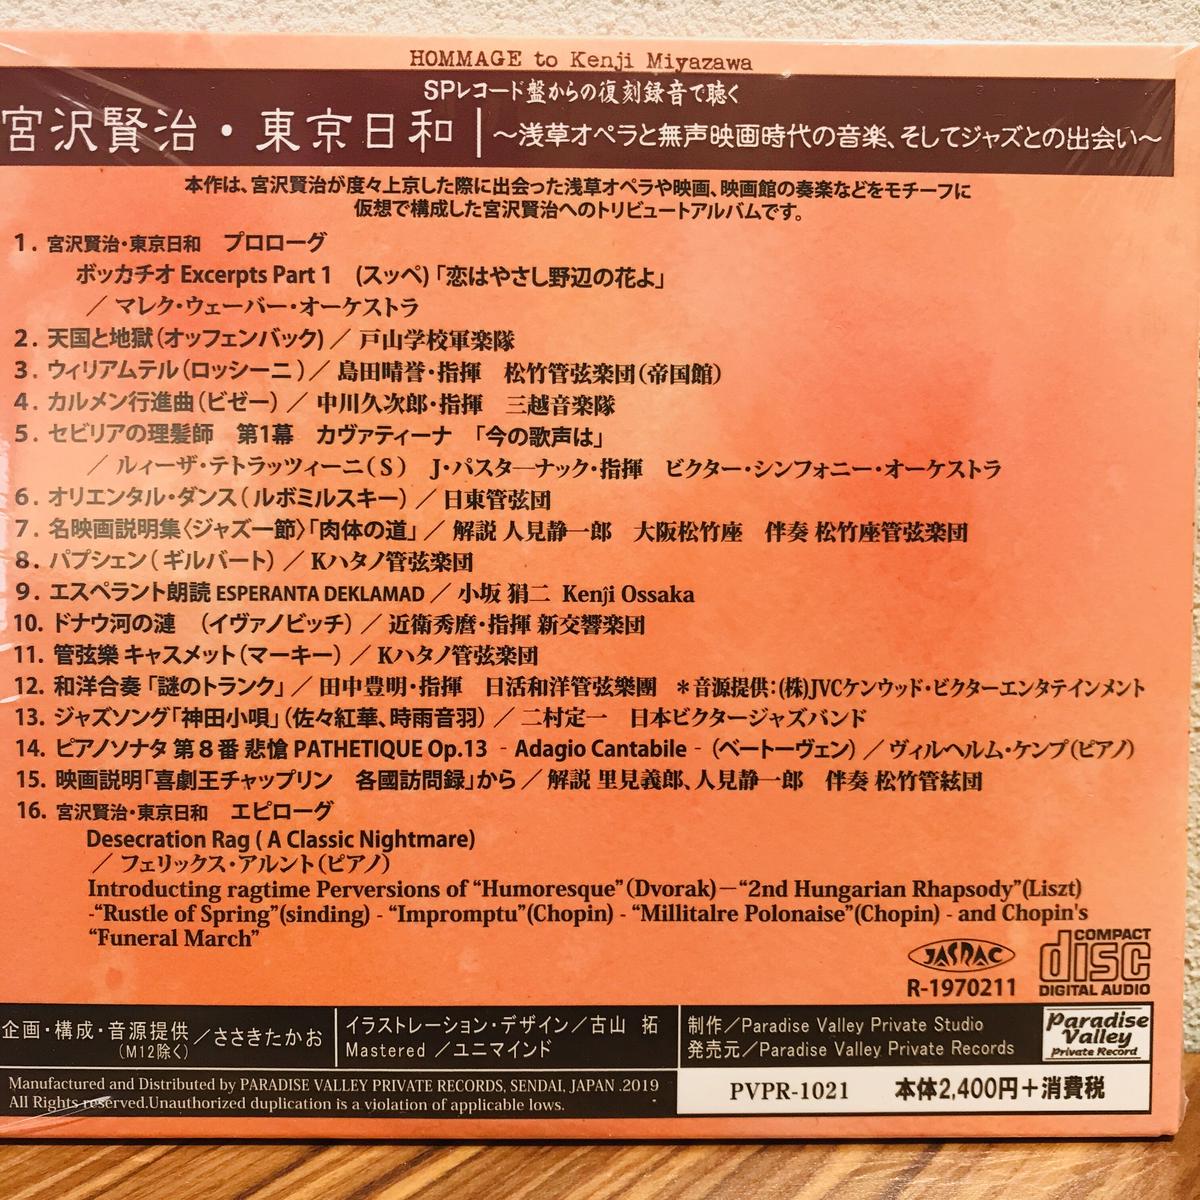 HOMMAGE to Kenji Miyazawa
SPレコード盤からの復刻録音で聴く
宮沢賢治・東京日和｜～浅草オペラと無声映画時代の音楽、そしてジャズとの出会い～
本作は、宮沢賢治が度々上京した際に出会った浅草オペラや映画、映画館の奏楽などをモチーフに
仮想で構成した宮沢賢治へのトリビュートアルバムです。
1. 宮沢賢治・東京日和　プロローグ
ボッカチオ Excerpts Part 1　(スッペ)「恋はやさし野辺の花よ」
／ マレク・ウェーバー・オーケストラ
2. 天国と地獄（オッフェンバック）／ 戸山学校軍楽隊
3. ウィリアムテル（ロッシーニ）／ 島田晴誉・指揮　松竹管弦楽団（帝国館）
4. カルメン行進曲（ビゼー）／ 中川久次郎・指揮　三越音楽隊
5. セビリアの理髪師　第1幕　カヴァティーナ　「今の歌声は」
／ ルィーザ・テトラッツィーニ（S）　J・パスターナック・指揮　ビクター・シンフォニー・オーケストラ
6. オリエンタル・ダンス（ルボミルスキー）／ 日東管弦団
7. 名映画説明集〈ジャズ一節〉「肉体の道」／ 解説 人見静一郎　大阪松竹座　伴奏 松竹座管弦楽団
8. パプシェン（ギルバート）／ Kハタノ管弦楽団
9. エスペラント朗読 ESPERANTA DEKLAMAD ／ 小坂 狷二 Kenji Ossaka
10. ドナウ河の漣　（イヴァノビッチ）／ 近衛秀麿・指揮 新交響楽団
11. 管弦樂 キャスメット（マーキー）／ Kハタノ管弦楽団
12. 和洋合奏「謎のトランク」／ 田中豊明・指揮　日活和洋管弦樂團　＊音源提供：(株)JVCケンウッド・ビクターエンタテインメント
13. ジャズソング「神田小唄」（佐々紅華、時雨音羽）／ 二村定一　日本ビクタージャズバンド
14. ピアノソナタ 第８番 悲愴 PATHETIQUE Op.13 - Adagio Cantabile -（ベートーヴェン）／ ヴィルヘルム・ケンプ（ピアノ）
15. 映画説明「喜劇王チャップリン　各國訪問録」から ／ 解説 里見義郎、人見静一郎　伴奏 松竹管絃団
16. 宮沢賢治・東京日和　エピローグ
Desecration Rag ( A Classic Nightmare)
／ フェリックス・アルント（ピアノ）
Introducting ragtime Perversions of “Humoresque”(Dvorak)－“2nd Hungarian Rhapsody”(Liszt)
-“Rustle of Spring”(sinding) - “Impromptu”(Chopin) - “Millitalre Polonaise”(Chopin) - and Chopin's
“Funeral March”
JASRAC
R-1970211
COMPACT
disc
DIGITAL AUDIO
企画・構成・音源提供／ささきたかお
（M12除く）
イラストレーション・デザイン／古山　拓
Mastered ／ユニマインド
制作／Paradise Valley Private Studio
発売元／Paradise Valley Private Records
Paradise
Valley
Private Record
Manufactured and Distributed by PARADISE VALLEY PRIVATE RECORDS, SENDAI, JAPAN .2019
All Rights reserved.Unauthorized duplication is a violation of applicable lows.
PVPR-1021　本体2,400円＋消費税